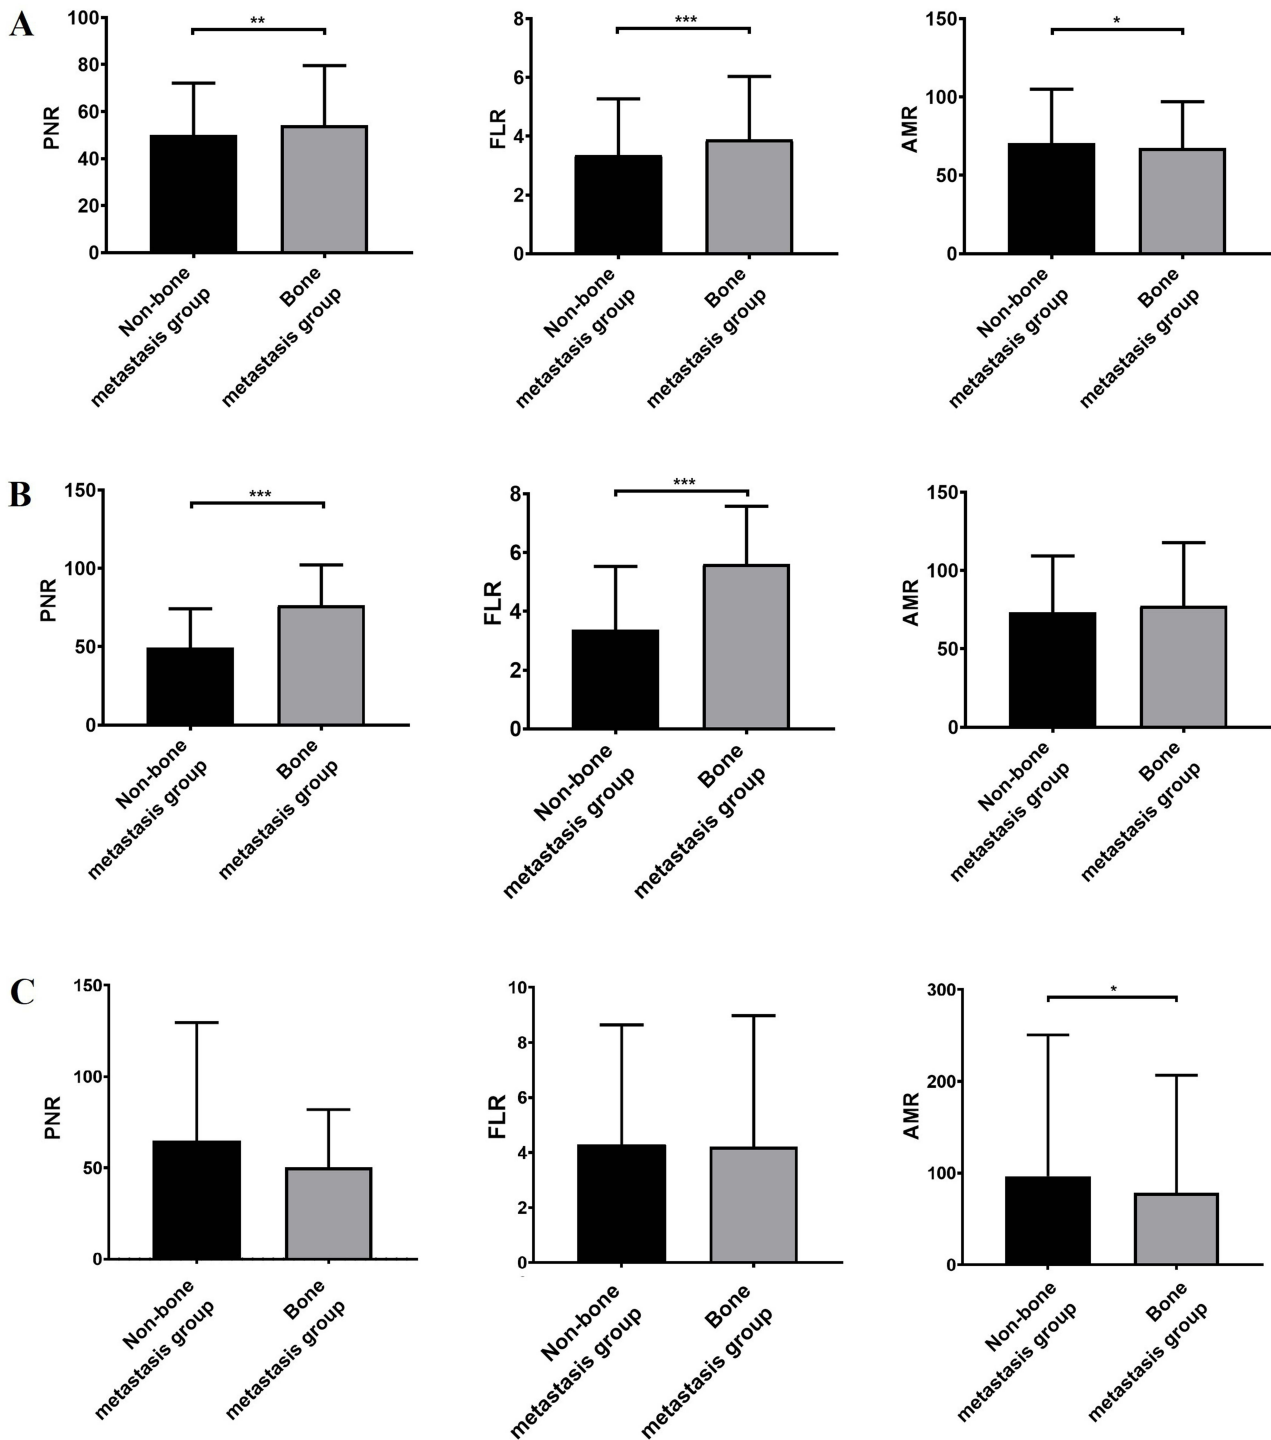 A
**
PNR
100
80
60
40
20
0
Non-bone
metastasis group
Bone
metastasis group
***
FLR
8
6
4
2
0
Non-bone
metastasis group
Bone
metastasis group
*
AMR
150
100
50
0
Non-bone
metastasis group
Bone
metastasis group
B
***
PNR
150
100
50
0
Non-bone
metastasis group
Bone
metastasis group
***
FLR
8
6
4
2
0
Non-bone
metastasis group
Bone
metastasis group
AMR
150
100
50
0
Non-bone
metastasis group
Bone
metastasis group
C
PNR
150
100
50
0
Non-bone
metastasis group
Bone
metastasis group
FLR
10
8
6
4
2
0
Non-bone
metastasis group
Bone
metastasis group
*
AMR
300
200
100
0
Non-bone
metastasis group
Bone
metastasis group